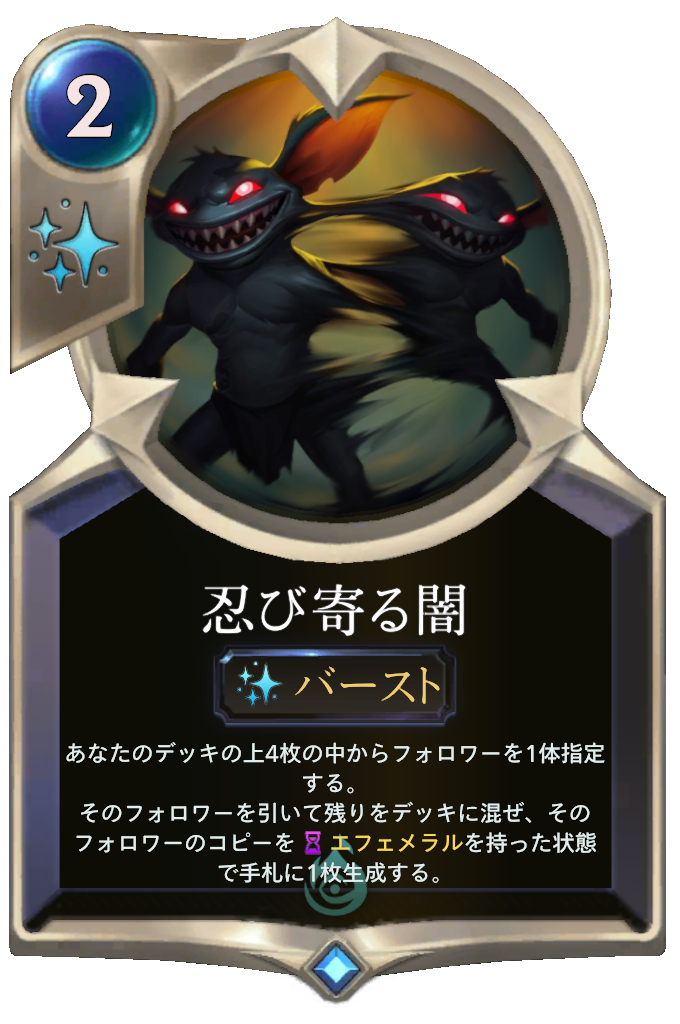 2
忍び寄る闇
バースト
あなたのデッキの上4枚の中からフォロワーを1体指定
する。
そのフォロワーを引いて残りをデッキに混ぜ、その
フォロワーのコピーを エフェメラルを持った状態
で手札に1枚生成する。